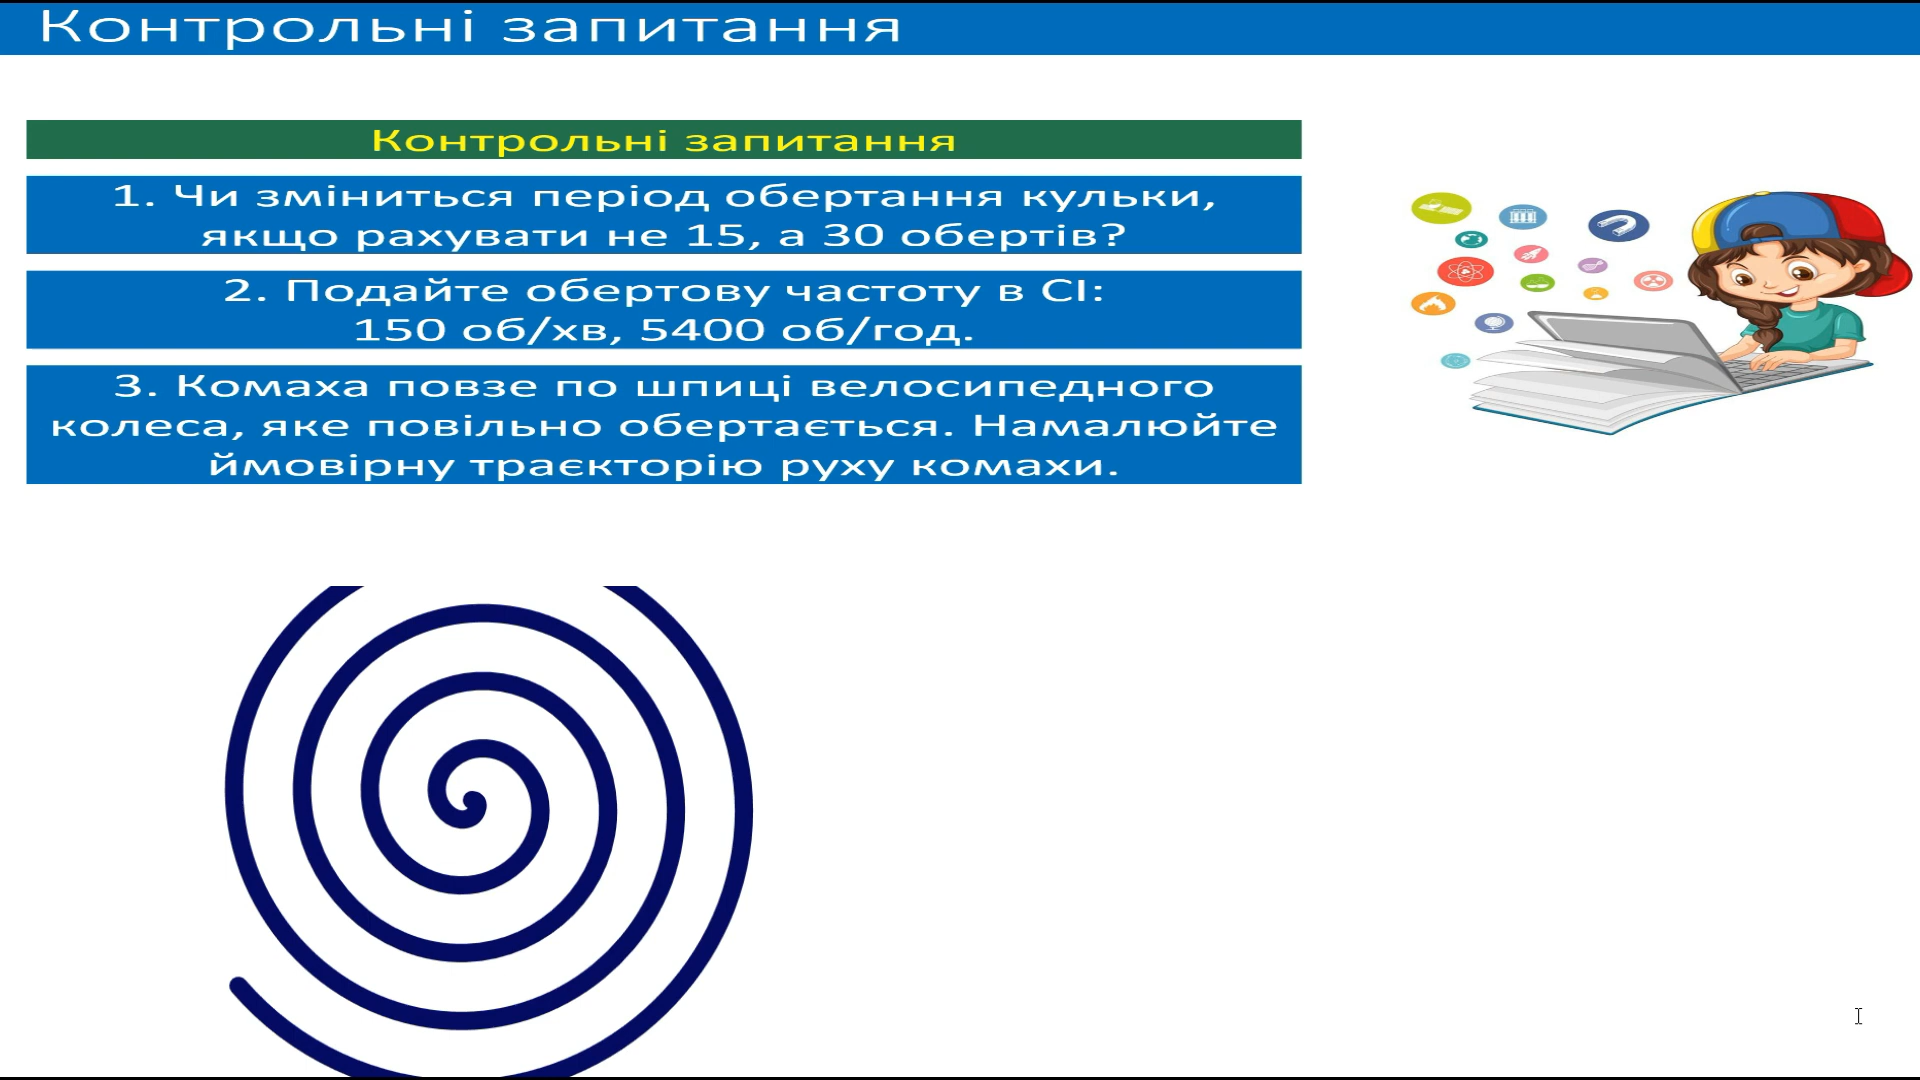 Контрольні запитання
Контрольні запитання
1. Чи зміниться період обертання кульки,
якщо рахувати не 15, а 30 обертів?
2. Подайте обертову частоту в СІ:
150 об/хв, 5400 об/год.
3. Комаха повзе по шпиці велосипедного
колеса, яке повільно обертається. Намалюйте
ймовірну траєкторію руху комахи.